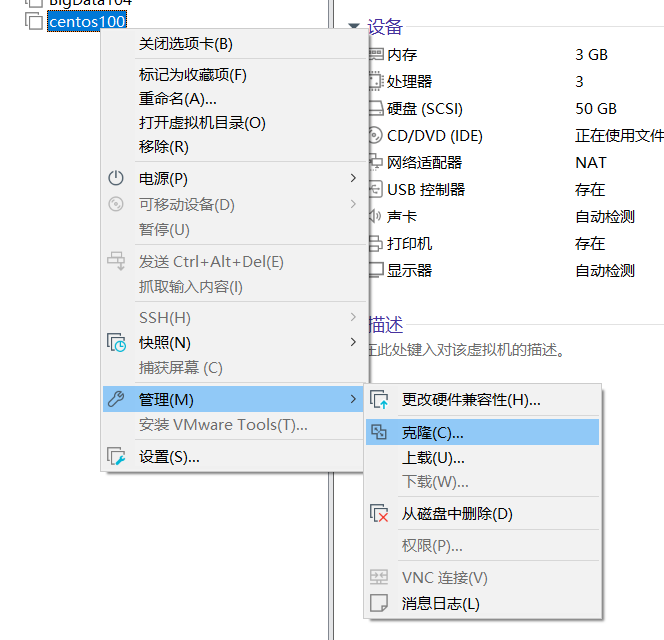 BigData104
centos100
关闭选项卡(B)
标记为收藏项(F)
重命名(A)...
打开虚拟机目录(O)
移除(R)
电源(P)
可移动设备(D)
暂停(U)
发送 Ctrl+Alt+Del(E)
抓取输入内容(I)
SSH(H)
快照(N)
捕获屏幕 (C)
管理(M)
安装 VMware Tools(T)...
设置(S)...
设备
内存 3 GB
处理器 3
硬盘 (SCSI) 50 GB
CD/DVD (IDE) 正在使用文件
网络适配器 NAT
USB 控制器 存在
声卡 自动检测
打印机 存在
显示器 自动检测
描述
在此处键入对该虚拟机的描述。
更改硬件兼容性(H)...
克隆(C)...
上载(U)...
下载(W)...
从磁盘中删除(D)
权限(P)...
VNC 连接(V)
消息日志(L)